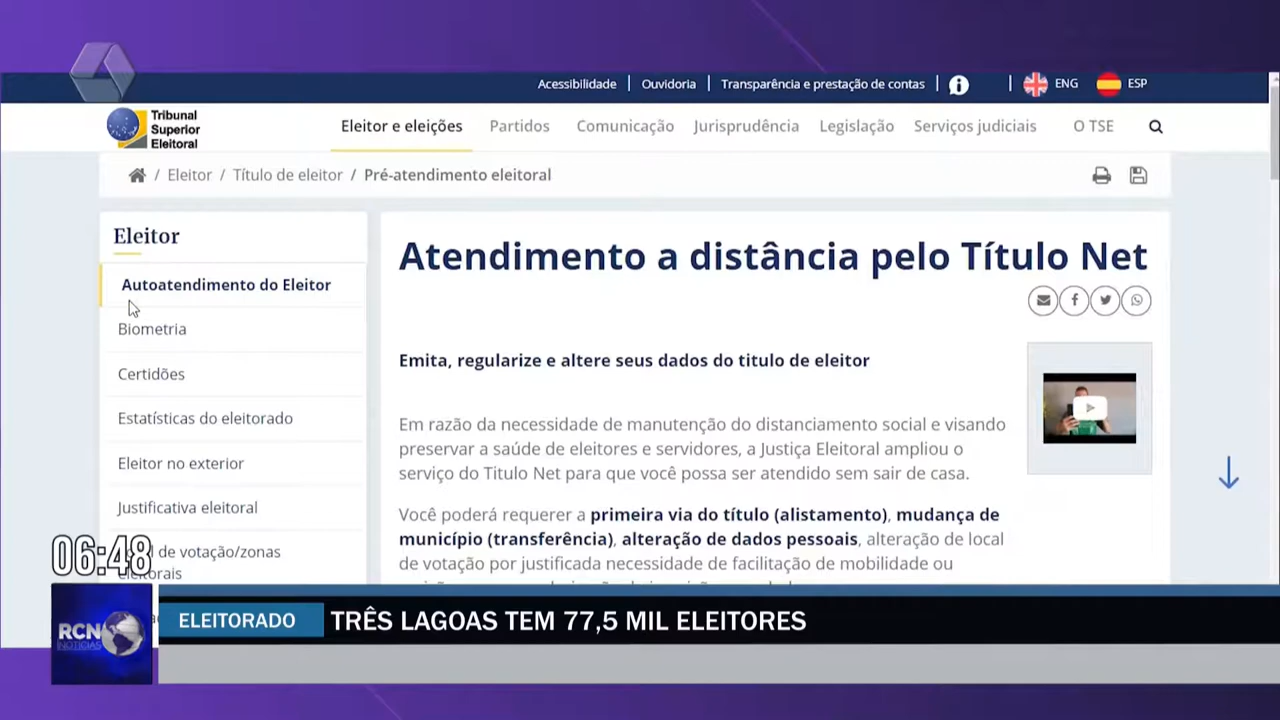 Acessibilidade | Ouvidoria | Transparência e prestação de contas | i | ENG ESP
Tribunal
Superior
Eleitoral
Eleitor e eleições Partidos Comunicação Jurisprudência Legislação Serviços judiciais O TSE
/ Eleitor / Título de eleitor / Pré-atendimento eleitoral
Eleitor
Autoatendimento do Eleitor
Biometria
Certidões
Estatísticas do eleitorado
Eleitor no exterior
Justificativa eleitoral
de votação/zonas
Atendimento a distância pelo Título Net
Emita, regularize e altere seus dados do titulo de eleitor
Em razão da necessidade de manutenção do distanciamento social e visando
preservar a saúde de eleitores e servidores, a Justiça Eleitoral ampliou o
serviço do Titulo Net para que você possa ser atendido sem sair de casa.
Você poderá requerer a primeira via do título (alistamento), mudança de
município (transferência), alteração de dados pessoais, alteração de local
de votação por justificada necessidade de facilitação de mobilidade ou
06:48
RCN
NOTÍCIAS
ELEITORADO
TRÊS LAGOAS TEM 77,5 MIL ELEITORES